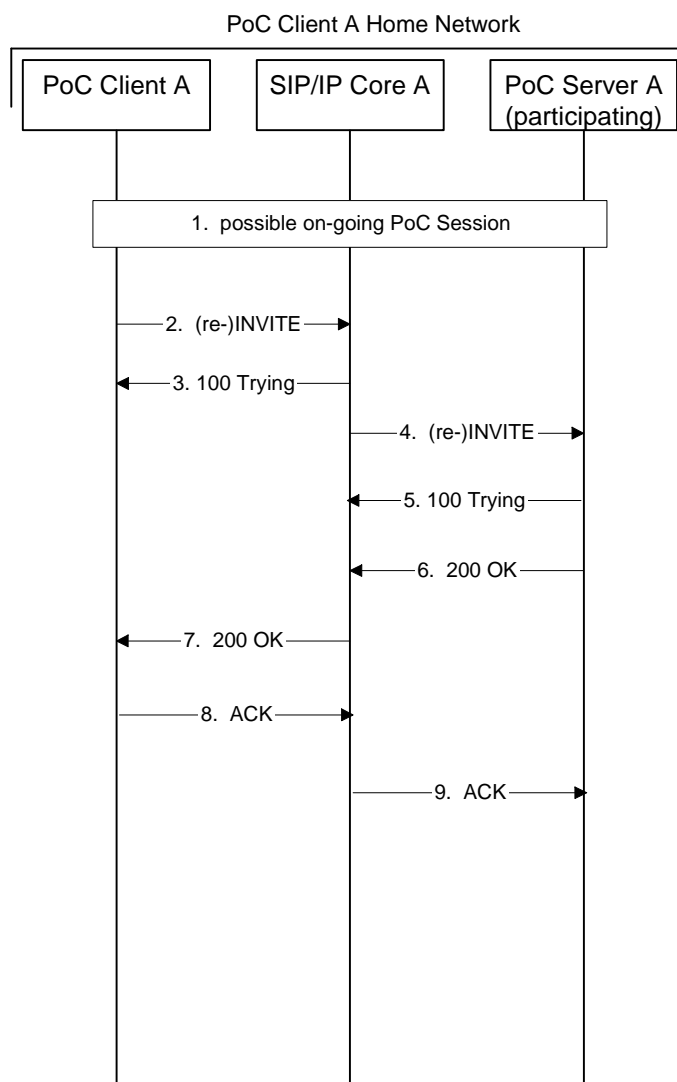 PoC Client A Home Network
PoC Client A
SIP/IP Core A
PoC Server A
(participating)
1. possible on-going PoC Session
2. (re-)INVITE
3. 100 Trying
4. (re-)INVITE
5. 100 Trying
6. 200 OK
7. 200 OK
8. ACK
9. ACK